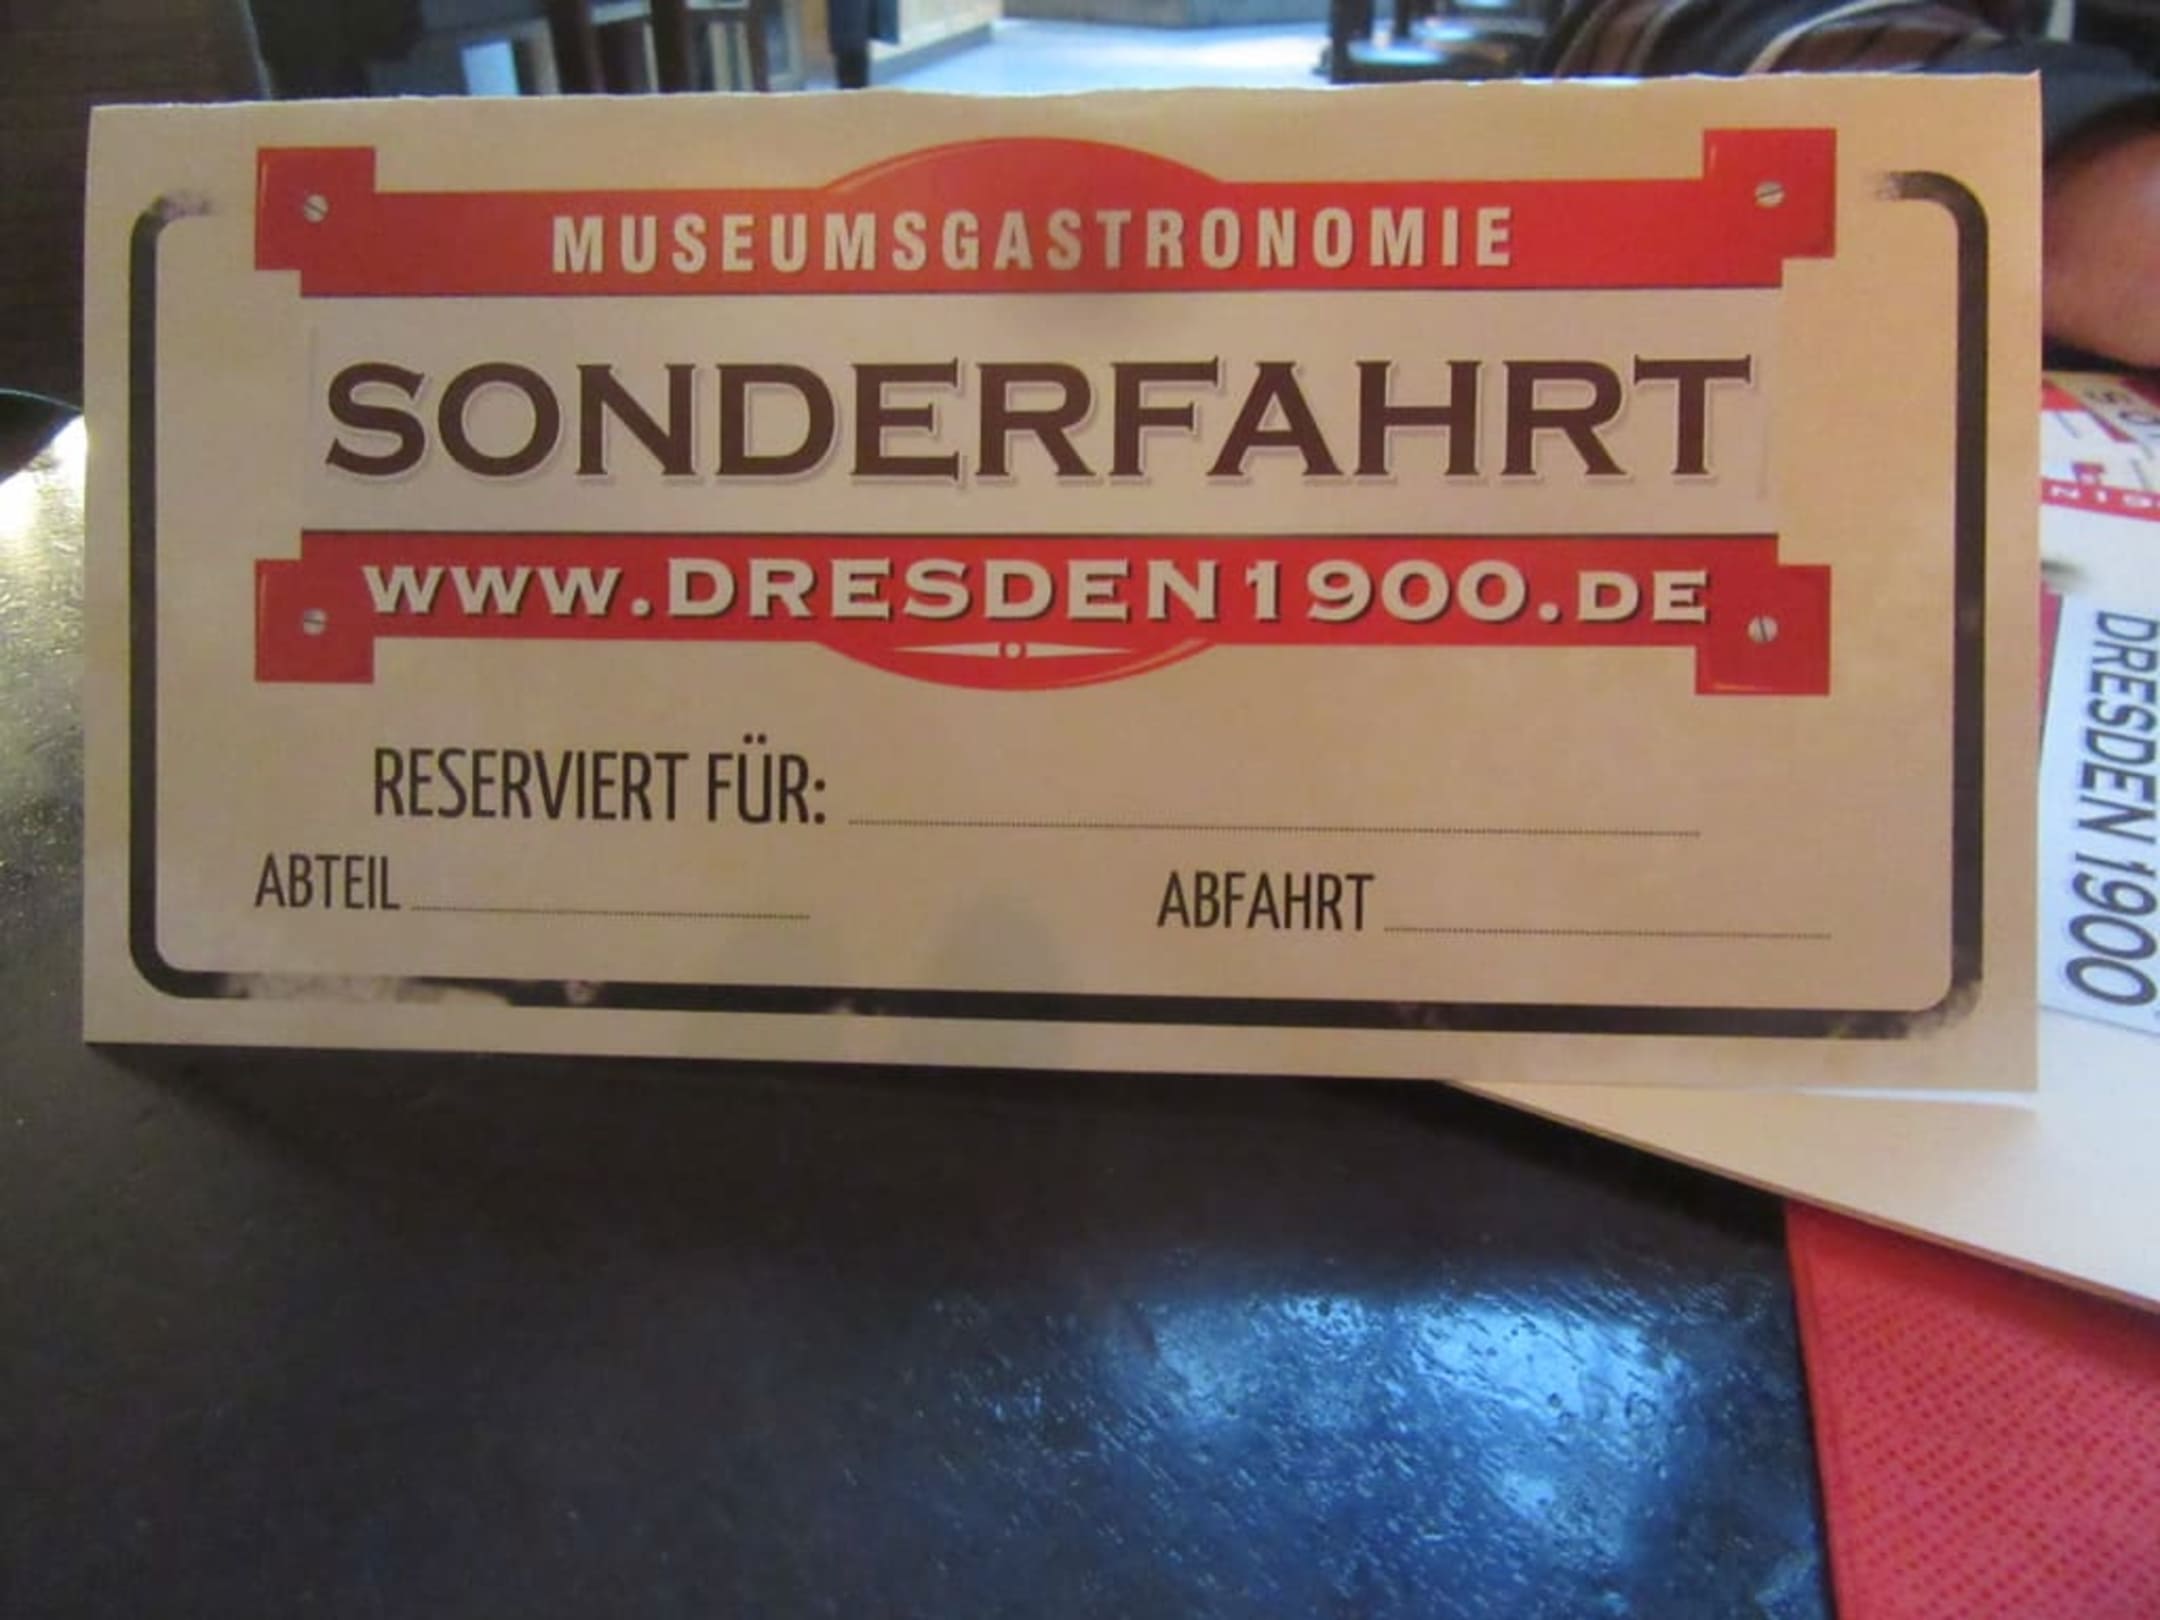 MUSEUMSGASTRONOMIE
SONDERFAHRT
WWW.DRESDEN1900.DE
RESERVIERT FÜR:
ABTEIL
ABFAHRT
DRESDEN 1900